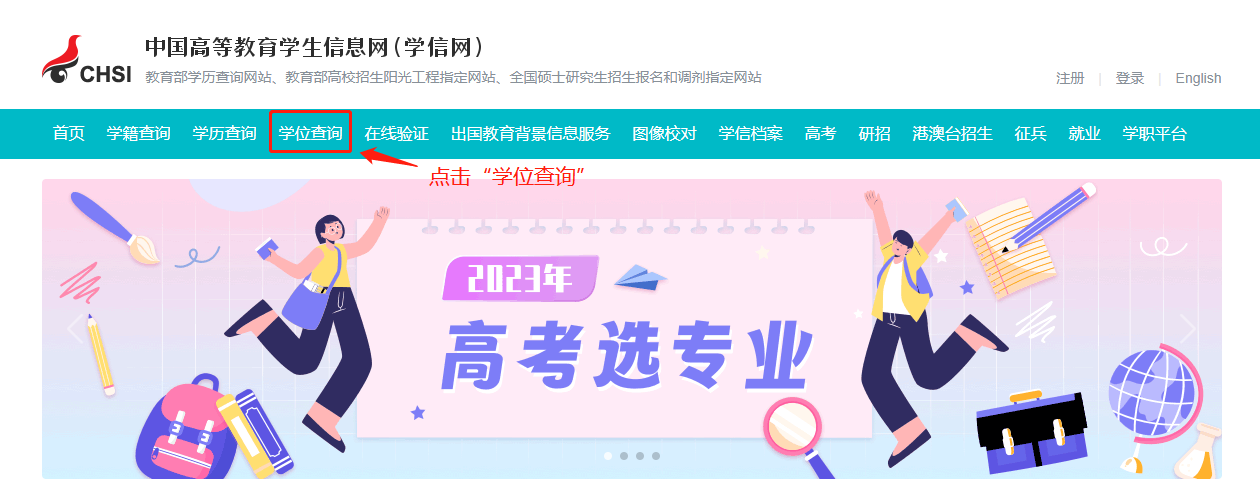 中国高等教育学生信息网(学信网)
CHSI
教育部学历查询网站、教育部高校招生阳光工程指定网站、全国硕士研究生招生报名和调剂指定网站
注册 | 登录 | English
首页 学籍查询 学历查询 学位查询 在线验证 出国教育背景信息服务 图像校对 学信档案 高考 研招 港澳台招生 征兵 就业 学职平台
点击“学位查询”
2023年
高考选专业